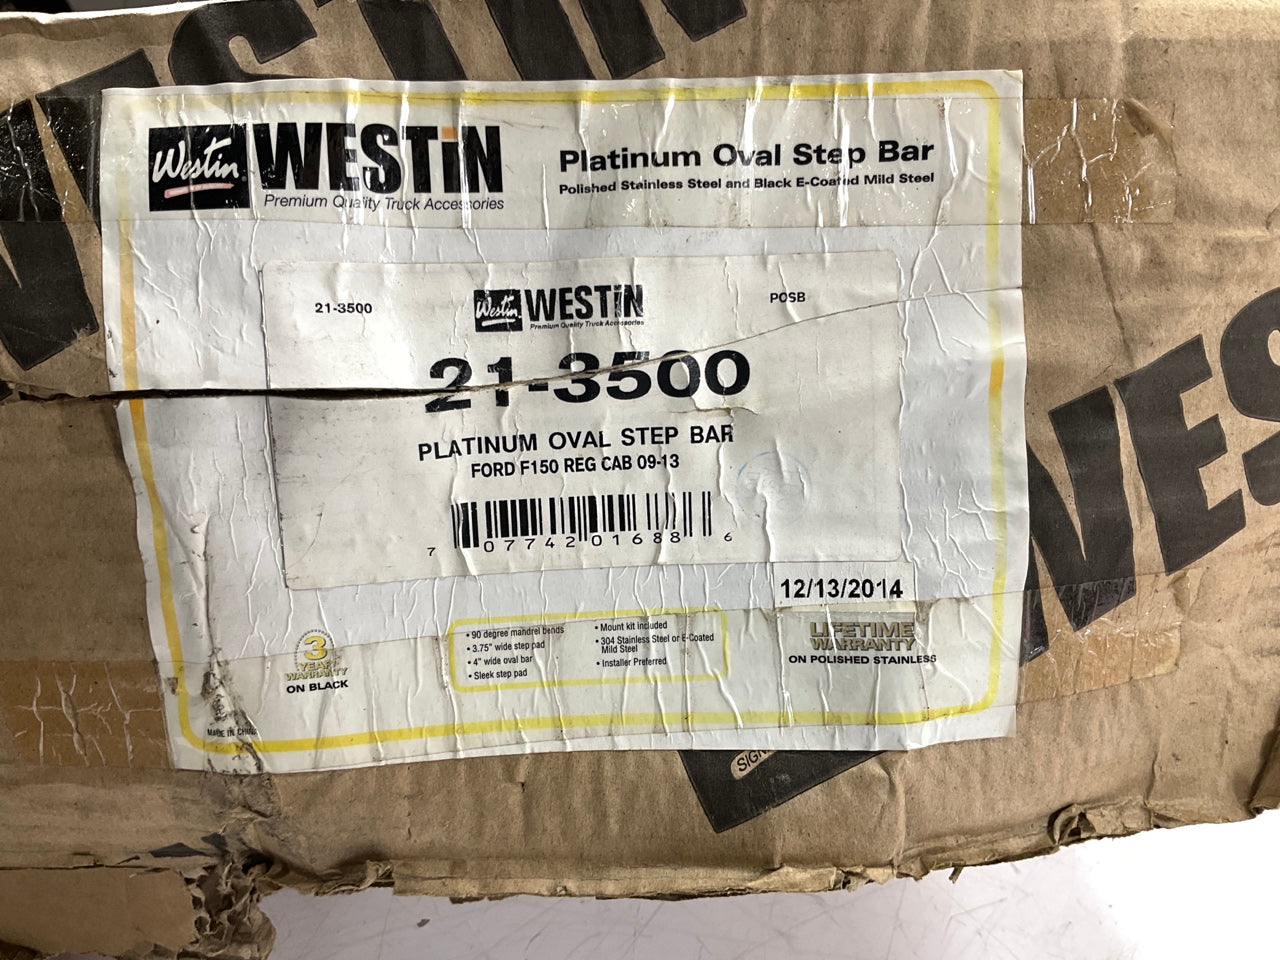 WESTiN
Westin
WESTiN
Premium Quality Truck Accessories
Platinum Oval Step Bar
Polished Stainless Steel and Black E-Coated Mild Steel
21-3500
Westin
WESTiN
Premium Quality Truck Accessories
POSB
21-3500
PLATINUM OVAL STEP BAR
FORD F150 REG CAB 09-13
7 07742 01688 6
12/13/2014
3
YEAR
WARRANTY
ON BLACK
• 90 degree mandrel bends
• 3.75" wide step pad
• 4" wide oval bar
• Sleek step pad
• Mount kit included
• 304 Stainless Steel or E-Coated
Mild Steel
• Installer Preferred
LIFETIME
WARRANTY
ON POLISHED STAINLESS
MADE IN CHINA
WES